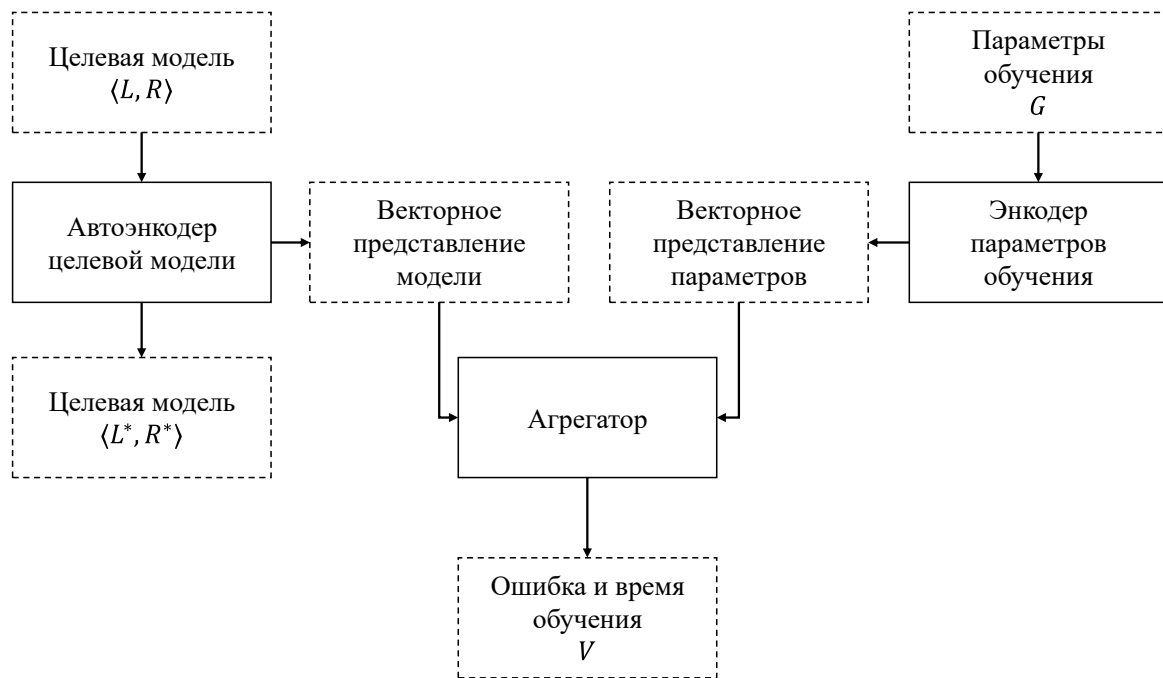 Целевая модель
⟨L, R⟩
Параметры
обучения
G
Автоэнкодер
целевой модели
Векторное
представление
модели
Векторное
представление
параметров
Энкодер
параметров
обучения
Целевая модель
⟨L*, R*⟩
Агрегатор
Ошибка и время
обучения
V